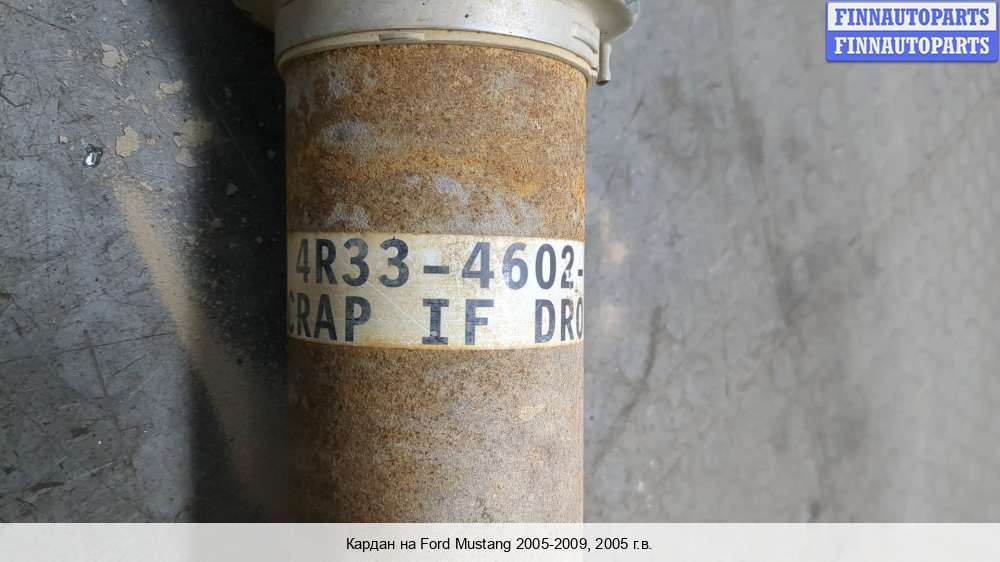 FINNAUTOPARTS
FINNAUTOPARTS
4R33-4602-
CRAP IF DRO
Кардан на Ford Mustang 2005-2009, 2005 г.в.